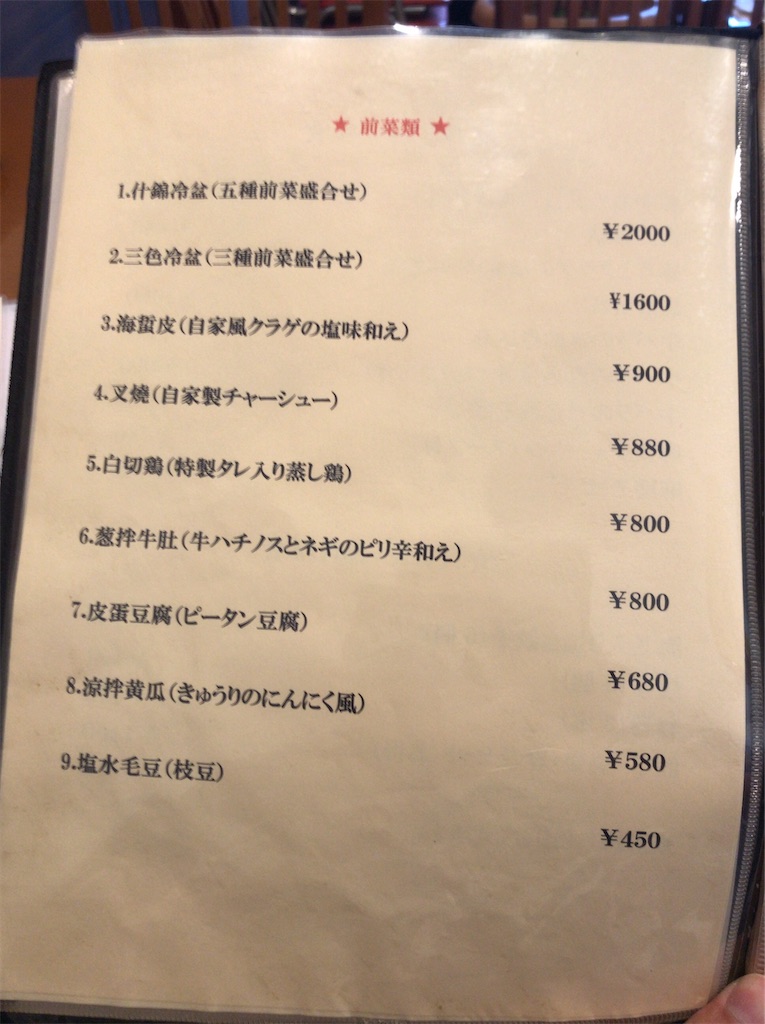 ★ 前菜類 ★
1.什錦冷盆(五種前菜盛合せ)
¥2000
2.三色冷盆(三種前菜盛合せ)
¥1600
3.海蜇皮(自家風クラゲの塩味和え)
¥900
4.叉燒(自家製チャーシュー)
¥880
5.白切鶏(特製タレ入り蒸し鶏)
¥800
6.葱拌牛肚(牛ハチノスとネギのピリ辛和え)
¥800
7.皮蛋豆腐(ピータン豆腐)
¥680
8.涼拌黄瓜(きゅうりのにんにく風)
¥580
9.塩水毛豆(枝豆)
¥450